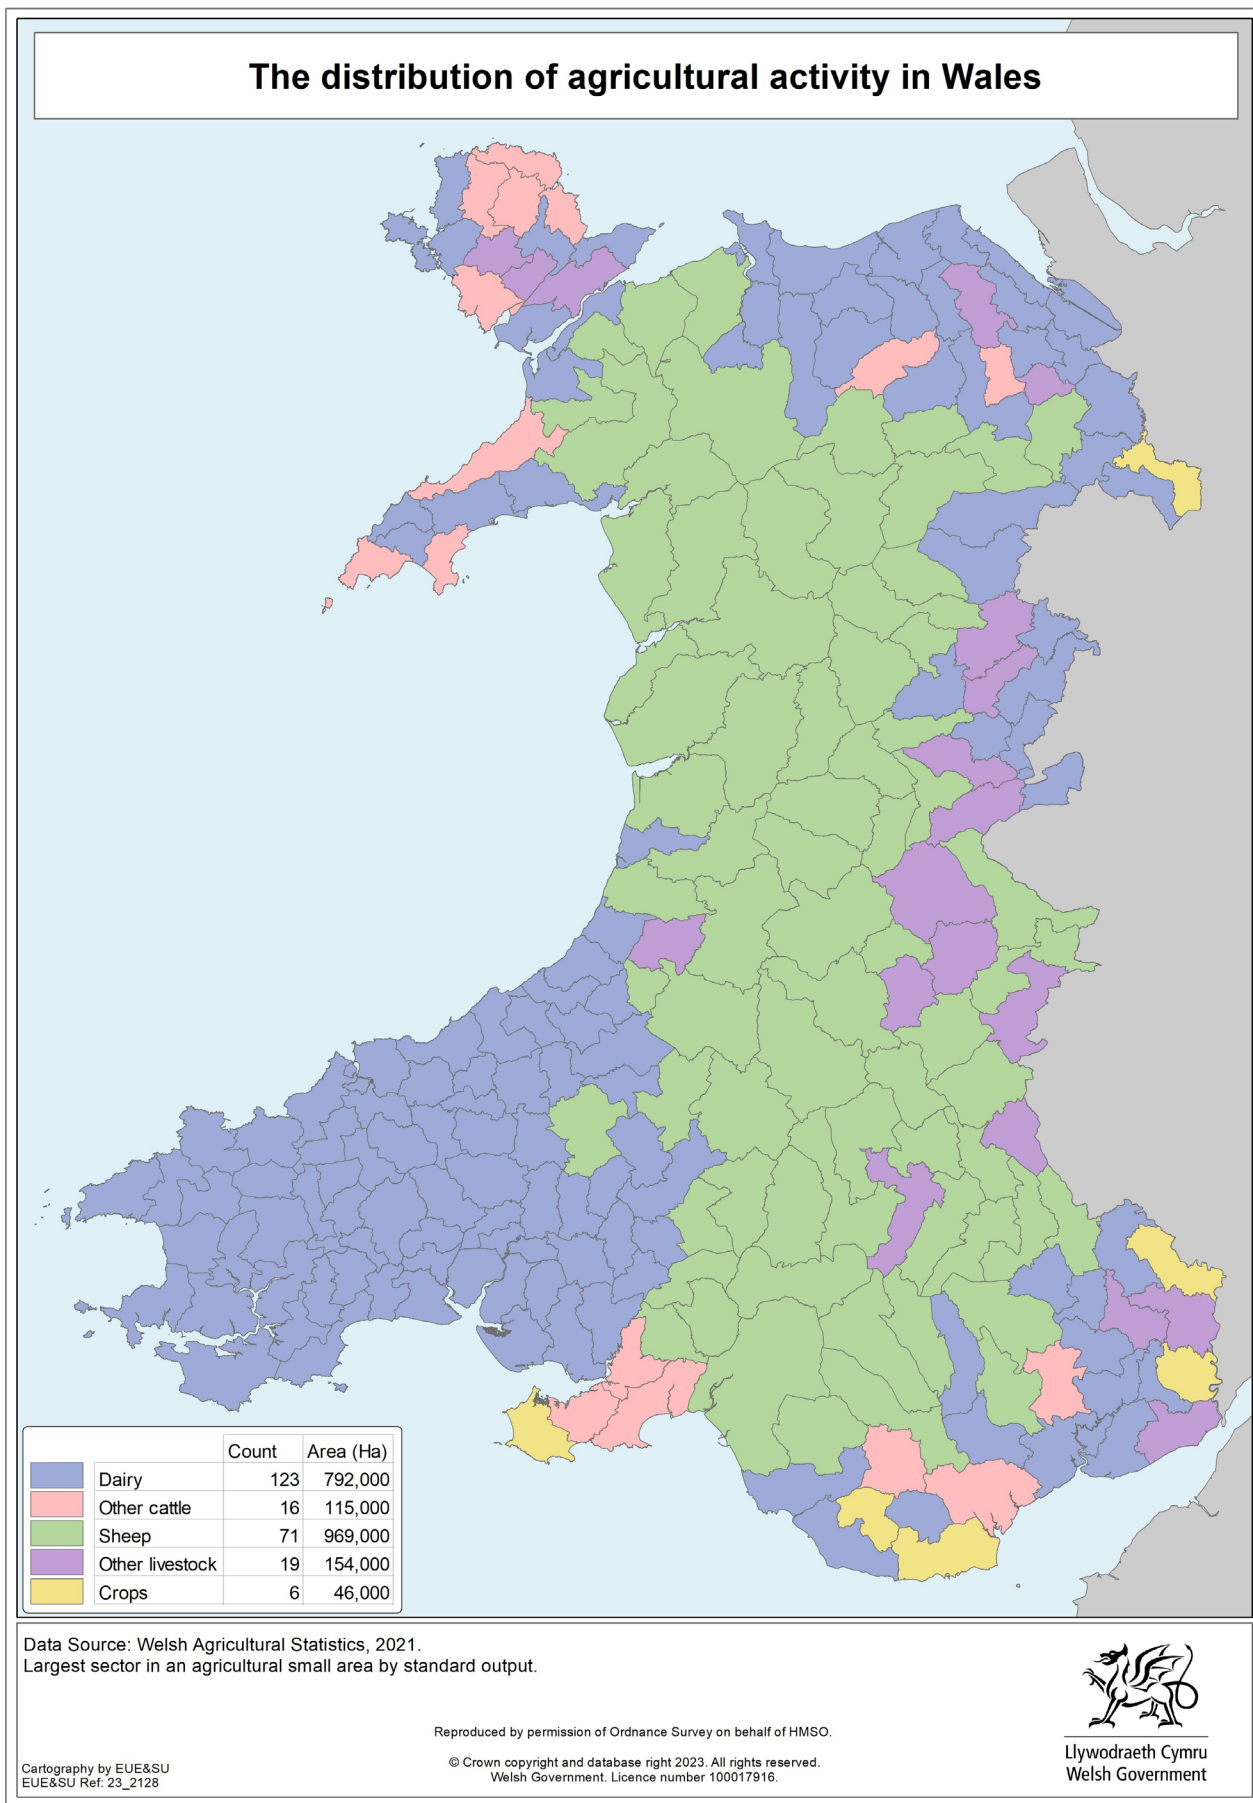 The distribution of agricultural activity in Wales
Count Area (Ha)
Dairy 123 792,000
Other cattle 16 115,000
Sheep 71 969,000
Other livestock 19 154,000
Crops 6 46,000
Data Source: Welsh Agricultural Statistics, 2021.
Largest sector in an agricultural small area by standard output.
Reproduced by permission of Ordnance Survey on behalf of HMSO.
© Crown copyright and database right 2023. All rights reserved.
Welsh Government. Licence number 100017916.
Cartography by EUE&SU
EUE&SU Ref: 23_2128
Llywodraeth Cymru
Welsh Government